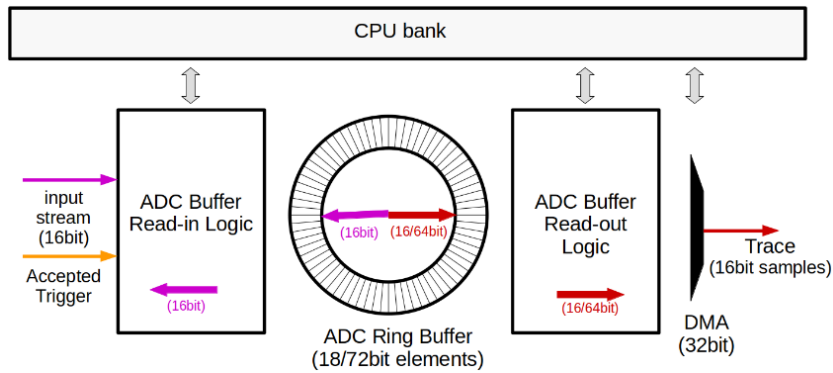 CPU bank
input
stream
(16bit)
Accepted
Trigger
ADC Buffer
Read-in Logic
(16bit)
(16bit)
(16/64bit)
ADC Ring Buffer
(18/72bit elements)
ADC Buffer
Read-out
Logic
(16/64bit)
DMA
(32bit)
Trace
(16bit samples)